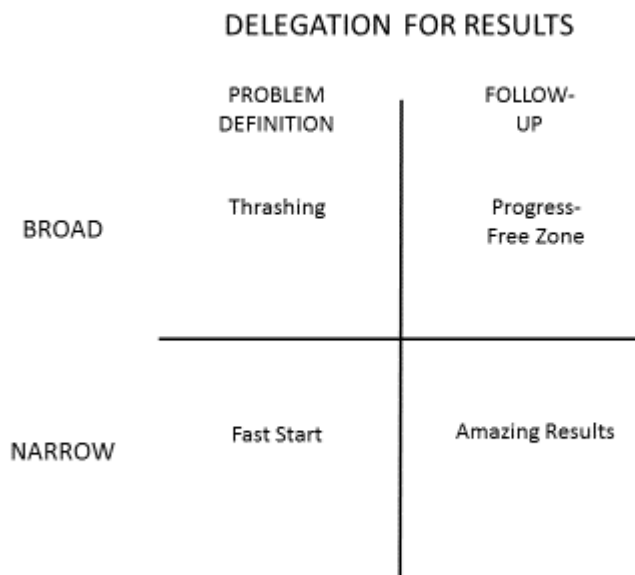 DELEGATION FOR RESULTS
PROBLEM
DEFINITION
FOLLOW-
UP
BROAD
Thrashing
Progress-
Free Zone
NARROW
Fast Start
Amazing Results